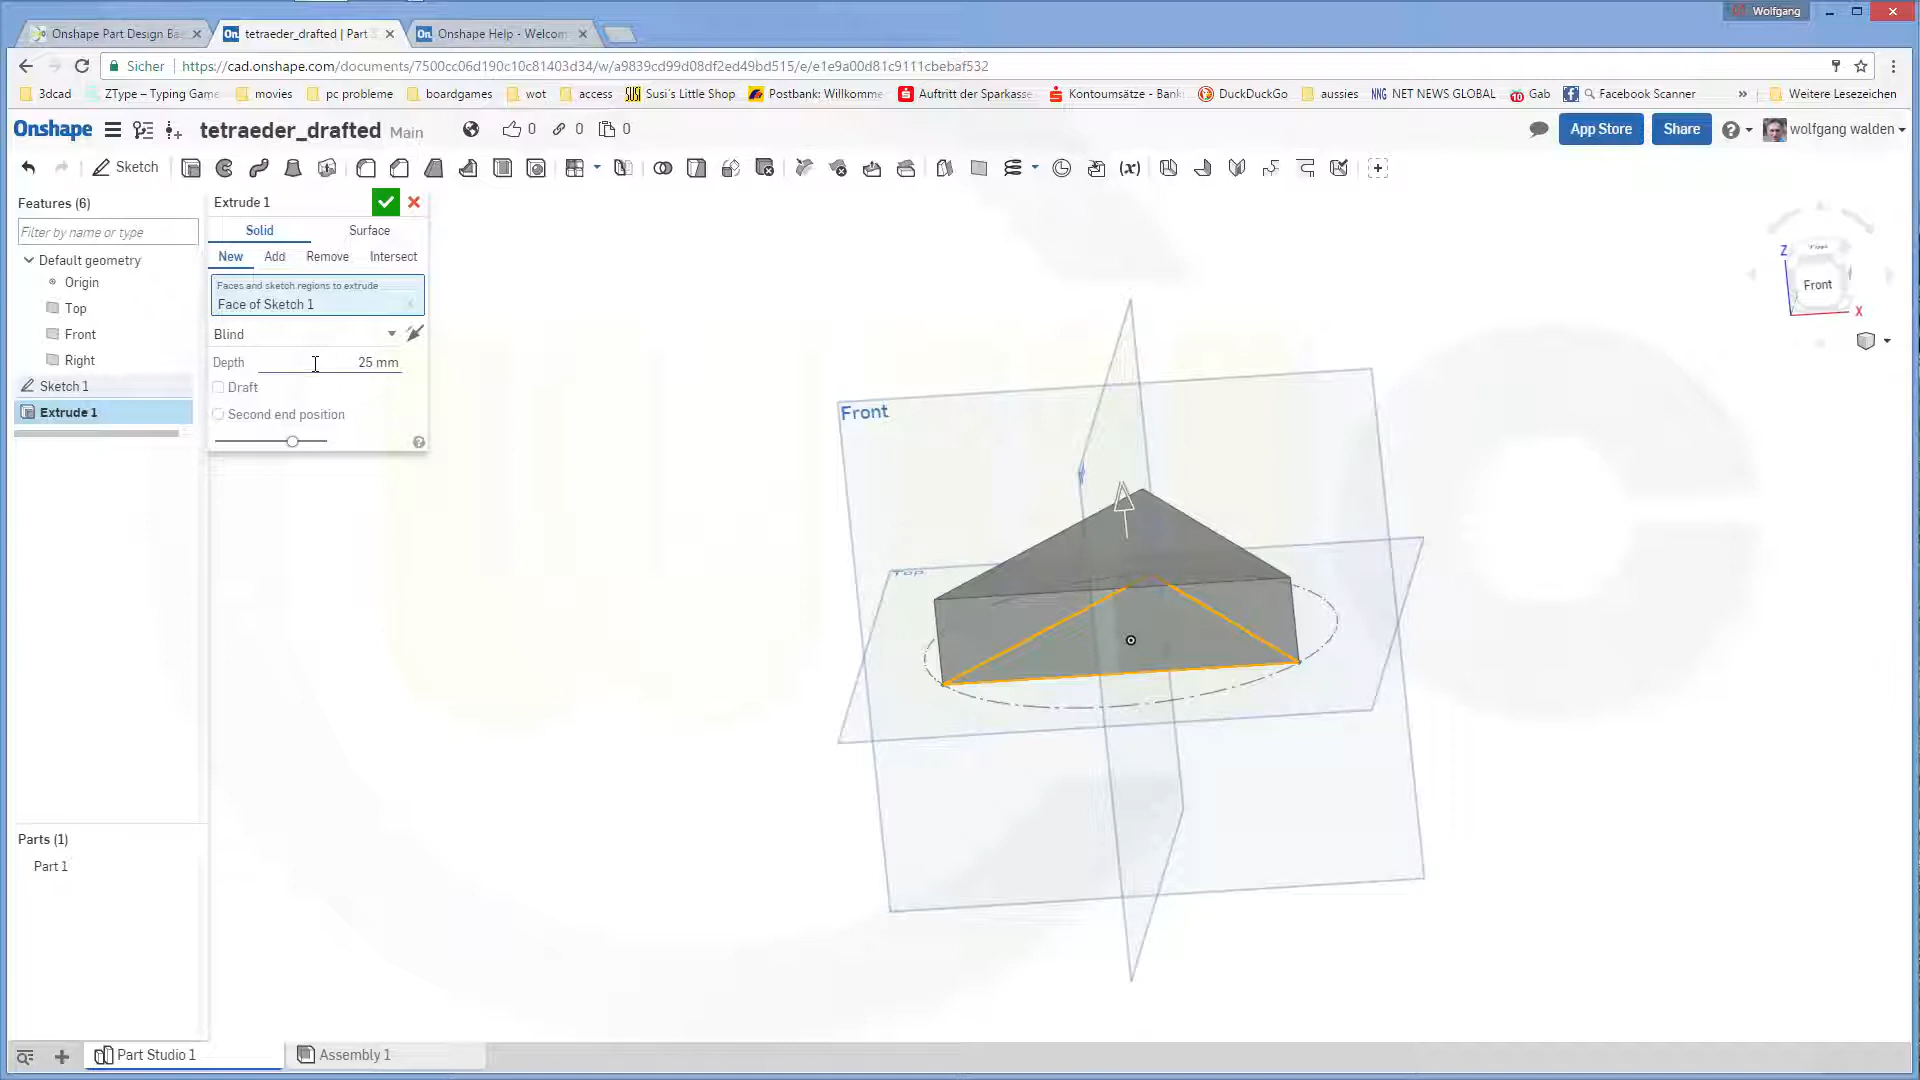 Wolfgang
Onshape Part Design Ba
tetraeder_drafted | Part
Onshape Help - Welcom
Sicher
https://cad.onshape.com/documents/7500cc06d190c10c81403d34/w/a9839cd99d08df2ed49bd515/e/e1e9a00d81c9111cbebaf532
3dcad
ZType – Typing Game
movies
pc probleme
boardgames
wot
access
Susi's Little Shop
Postbank: Willkomme
Auftritt der Sparkasse
Kontoumsätze - Bank
DuckDuckGo
aussies
NNG NET NEWS GLOBAL
10 Gab
Facebook Scanner
»
Weitere Lesezeichen
Onshape
tetraeder_drafted Main
0
0
0
App Store
Share
wolfgang walden
Sketch
(x)
Features (6)
Filter by name or type
Default geometry
Origin
Top
Front
Right
Sketch 1
Extrude 1
Extrude 1
Solid
Surface
New
Add
Remove
Intersect
Faces and sketch regions to extrude
Face of Sketch 1
Blind
Depth
25 mm
Draft
Second end position
Front
Top
Z
Front
X
Parts (1)
Part 1
Part Studio 1
Assembly 1